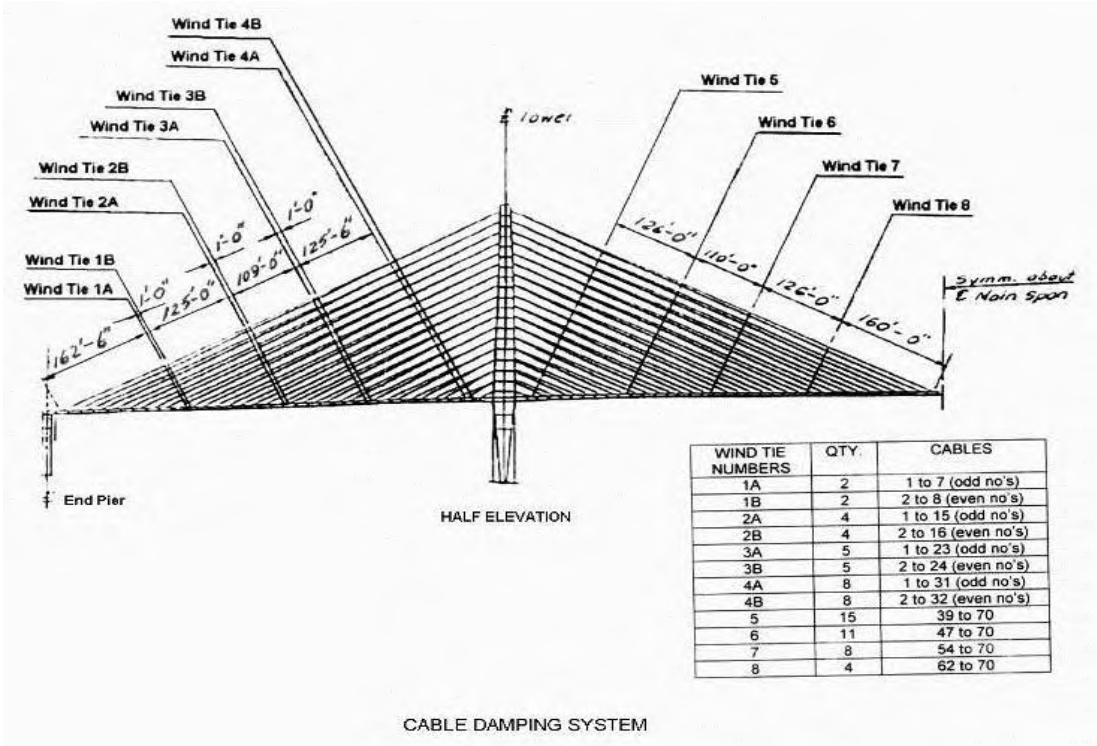 Wind Tie 4B
Wind Tie 4A
Wind Tie 3B
Wind Tie 3A
Wind Tie 2B
Wind Tie 2A
Wind Tie 1B
Wind Tie 1A
Wind Tie 5
Wind Tie 6
Wind Tie 7
Wind Tie 8
℄ Tower
162'-6"
1'-0"
125'-0"
1'-0"
109'-0"
1'-0"
125'-6"
126'-0"
110'-0"
126'-0"
160'-0"
Symm. about
℄ Main Span
℄ End Pier
HALF ELEVATION
WIND TIE NUMBERS QTY. CABLES
1A 2 1 to 7 (odd no's)
1B 2 2 to 8 (even no's)
2A 4 1 to 15 (odd no's)
2B 4 2 to 16 (even no's)
3A 5 1 to 23 (odd no's)
3B 5 2 to 24 (even no's)
4A 8 1 to 31 (odd no's)
4B 8 2 to 32 (even no's)
5 15 39 to 70
6 11 47 to 70
7 8 54 to 70
8 4 62 to 70
CABLE DAMPING SYSTEM